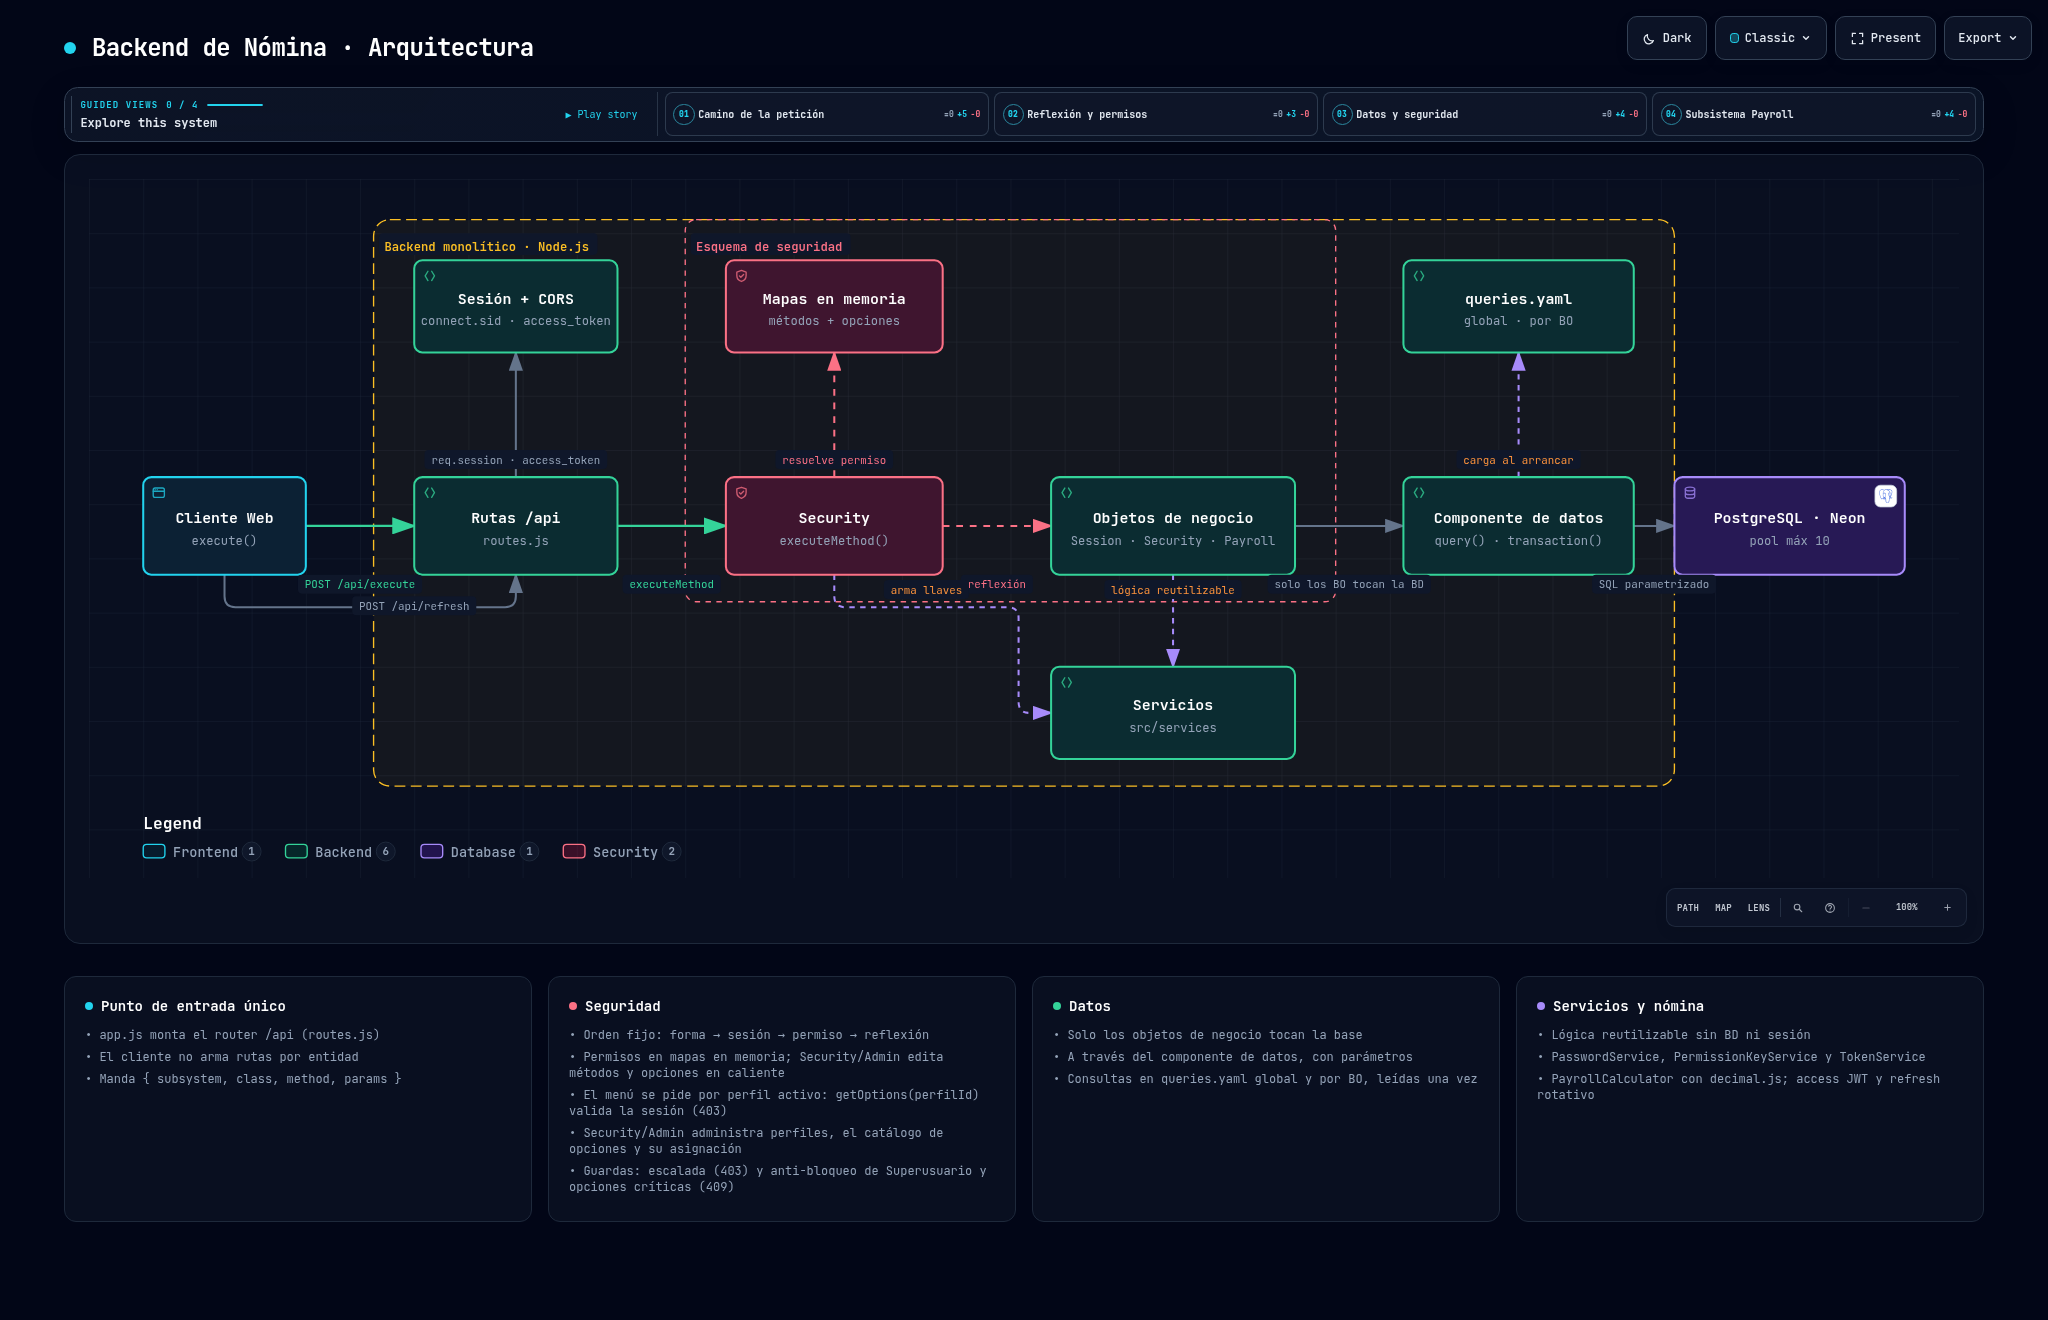 Backend de Nómina · Arquitectura
Dark
Classic
Present
Export
GUIDED VIEWS 0 / 4
Explore this system
▶ Play story
01 Camino de la petición =0 +5 -0
02 Reflexión y permisos =0 +3 -0
03 Datos y seguridad =0 +4 -0
04 Subsistema Payroll =0 +4 -0
Backend monolítico · Node.js
Esquema de seguridad
Sesión + CORS
connect.sid · access_token
Mapas en memoria
métodos + opciones
queries.yaml
global · por BO
req.session · access_token
resuelve permiso
carga al arrancar
Cliente Web
execute()
Rutas /api
routes.js
Security
executeMethod()
Objetos de negocio
Session · Security · Payroll
Componente de datos
query() · transaction()
PostgreSQL · Neon
pool máx 10
POST /api/execute
executeMethod
arma llaves
reflexión
lógica reutilizable
solo los BO tocan la BD
SQL parametrizado
POST /api/refresh
Servicios
src/services
Legend
Frontend 1
Backend 6
Database 1
Security 2
PATH
MAP
LENS
−
100%
+
Punto de entrada único
• app.js monta el router /api (routes.js)
• El cliente no arma rutas por entidad
• Manda { subsystem, class, method, params }
Seguridad
• Orden fijo: forma → sesión → permiso → reflexión
• Permisos en mapas en memoria; Security/Admin edita
métodos y opciones en caliente
• El menú se pide por perfil activo: getOptions(perfilId)
valida la sesión (403)
• Security/Admin administra perfiles, el catálogo de
opciones y su asignación
• Guardas: escalada (403) y anti-bloqueo de Superusuario y
opciones críticas (409)
Datos
• Solo los objetos de negocio tocan la base
• A través del componente de datos, con parámetros
• Consultas en queries.yaml global y por BO, leídas una vez
Servicios y nómina
• Lógica reutilizable sin BD ni sesión
• PasswordService, PermissionKeyService y TokenService
• PayrollCalculator con decimal.js; access JWT y refresh
rotativo